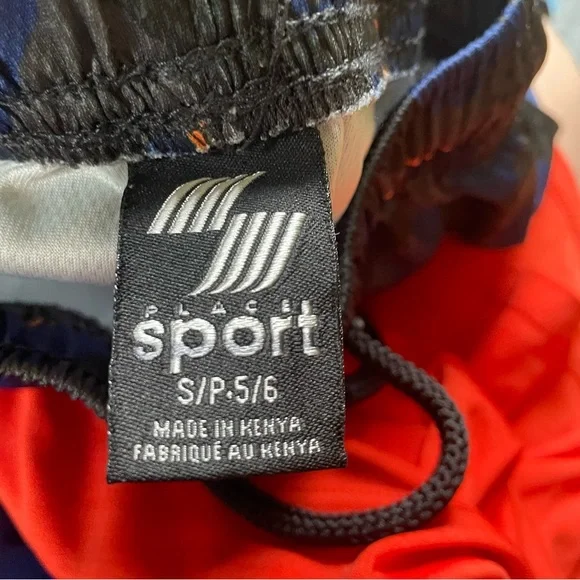 PLACE
sport
S/P•5/6
MADE IN KENYA
FABRIQUÉ AU KENYA